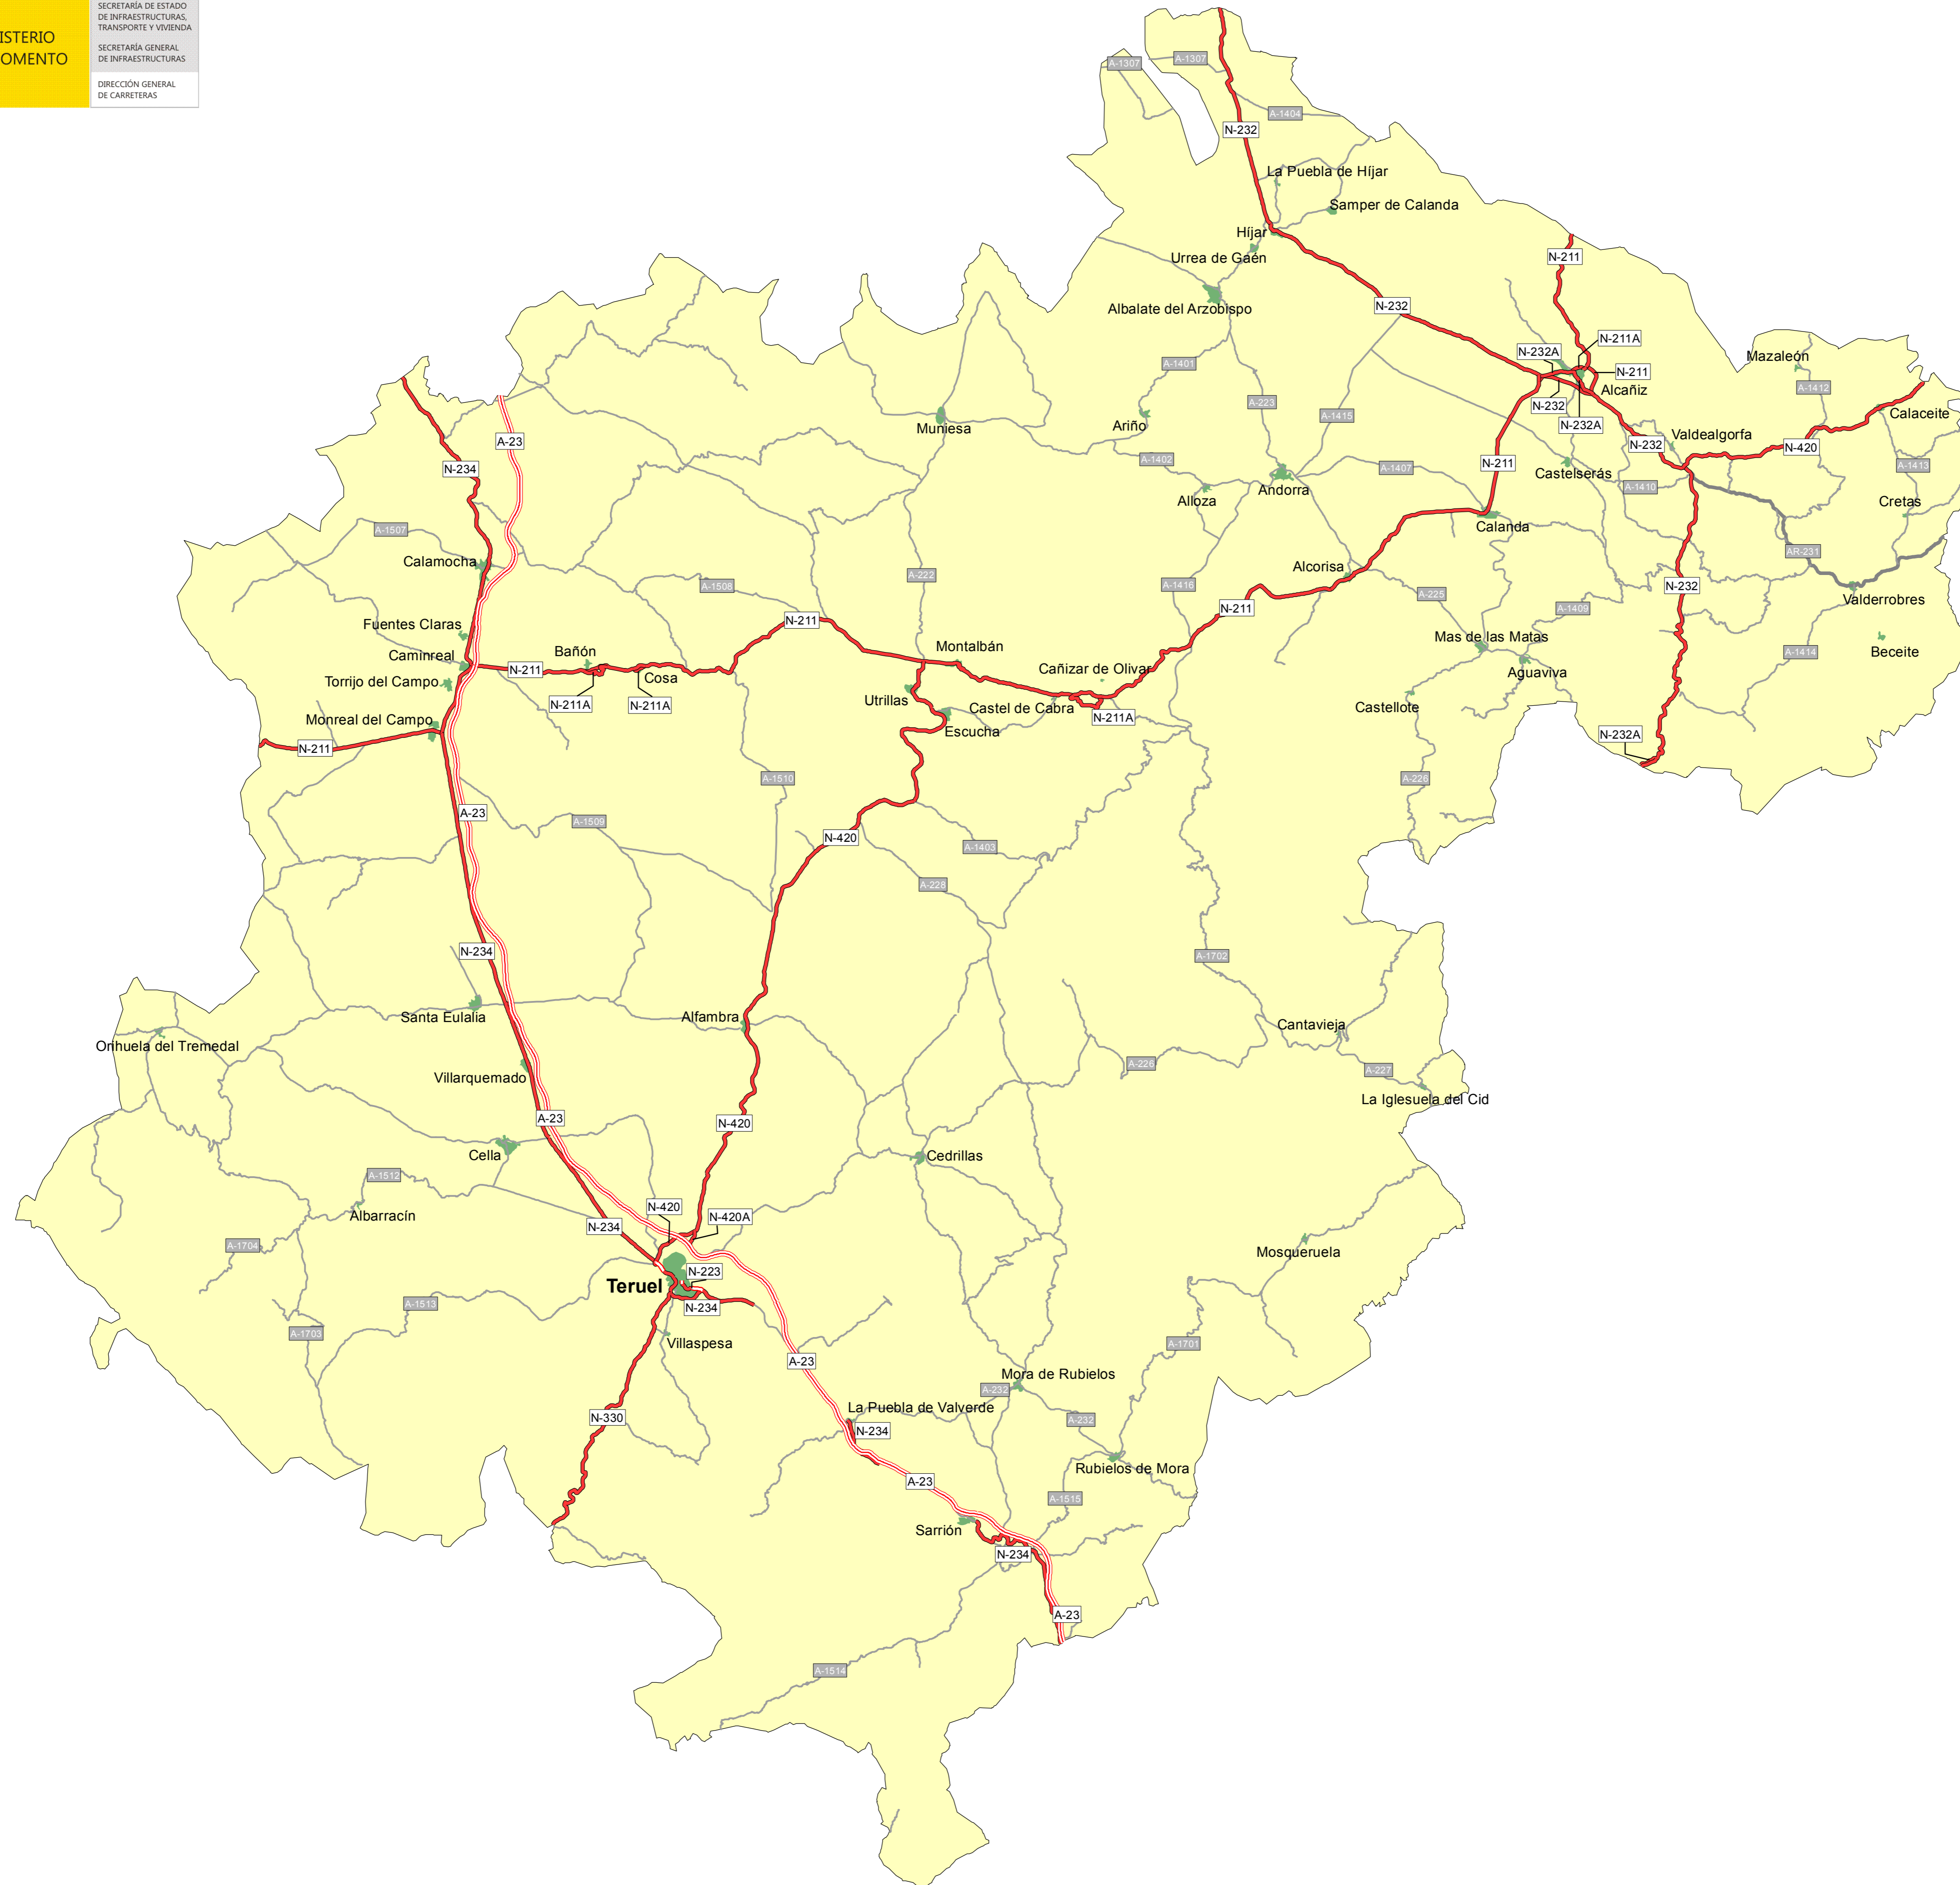 ISTERIO
OMENTO
SECRETARÍA DE ESTADO
DE INFRAESTRUCTURAS,
TRANSPORTE Y VIVIENDA
SECRETARÍA GENERAL
DE INFRAESTRUCTURAS
DIRECCIÓN GENERAL
DE CARRETERAS
A-1307
A-1307
A-1404
N-232
La Puebla de Híjar
Samper de Calanda
Híjar
Urrea de Gaén
N-211
Albalate del Arzobispo
N-232
N-211A
N-232A
Mazaleón
A-1401
N-211
A-1412
Alcañiz
A-223
N-232
A-1415
Calaceite
N-232A
Muniesa
Ariño
Valdealgorfa
A-23
N-232
N-420
A-1402
N-234
N-211
A-1407
A-1413
Castelserás
A-1410
Andorra
Alloza
Cretas
Calanda
A-1507
AR-231
Calamocha
Alcorisa
A-222
A-1508
A-1416
N-232
Valderrobres
A-225
N-211
A-1409
N-211
Fuentes Claras
Mas de las Matas
Montalbán
Bañón
Caminreal
A-1414
Beceite
N-211
Cañizar de Olivar
Aguaviva
Cosa
Torrijo del Campo
Utrillas
N-211A
N-211A
Castel de Cabra
Castellote
N-211A
Monreal del Campo
Escucha
N-232A
N-211
A-1510
A-226
A-23
A-1509
N-420
A-1403
A-228
N-234
A-1702
Santa Eulalia
Alfambra
Cantavieja
Orihuela del Tremedal
A-226
A-227
Villarquemado
La Iglesuela del Cid
A-23
N-420
Cella
Cedrillas
A-1512
N-420
Albarracín
N-420A
N-234
A-1704
Mosqueruela
N-223
Teruel
A-1513
N-234
A-1703
Villaspesa
A-1701
A-23
Mora de Rubielos
A-232
La Puebla de Valverde
N-330
A-232
N-234
Rubielos de Mora
A-23
A-1515
Sarrión
N-234
A-23
A-1514